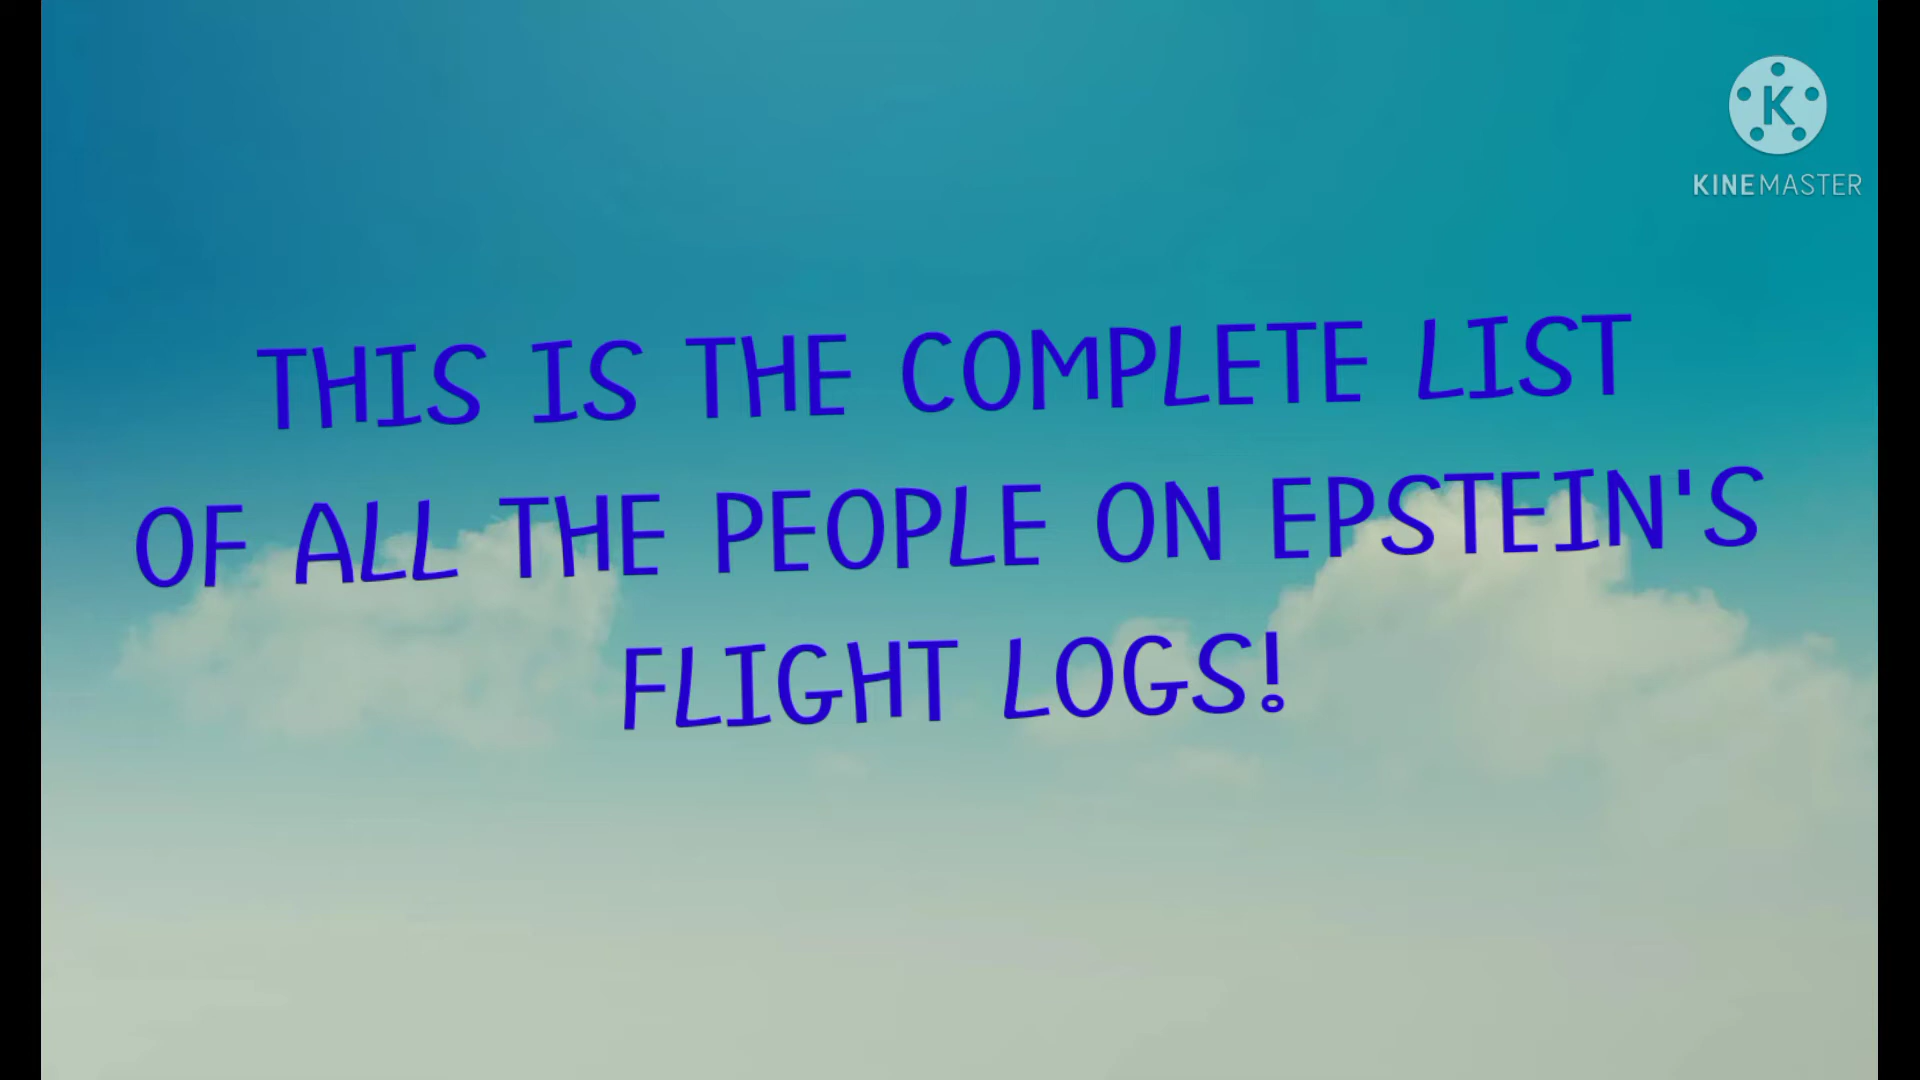 KINEMASTER
THIS IS THE COMPLETE LIST
OF ALL THE PEOPLE ON EPSTEIN'S
FLIGHT LOGS!